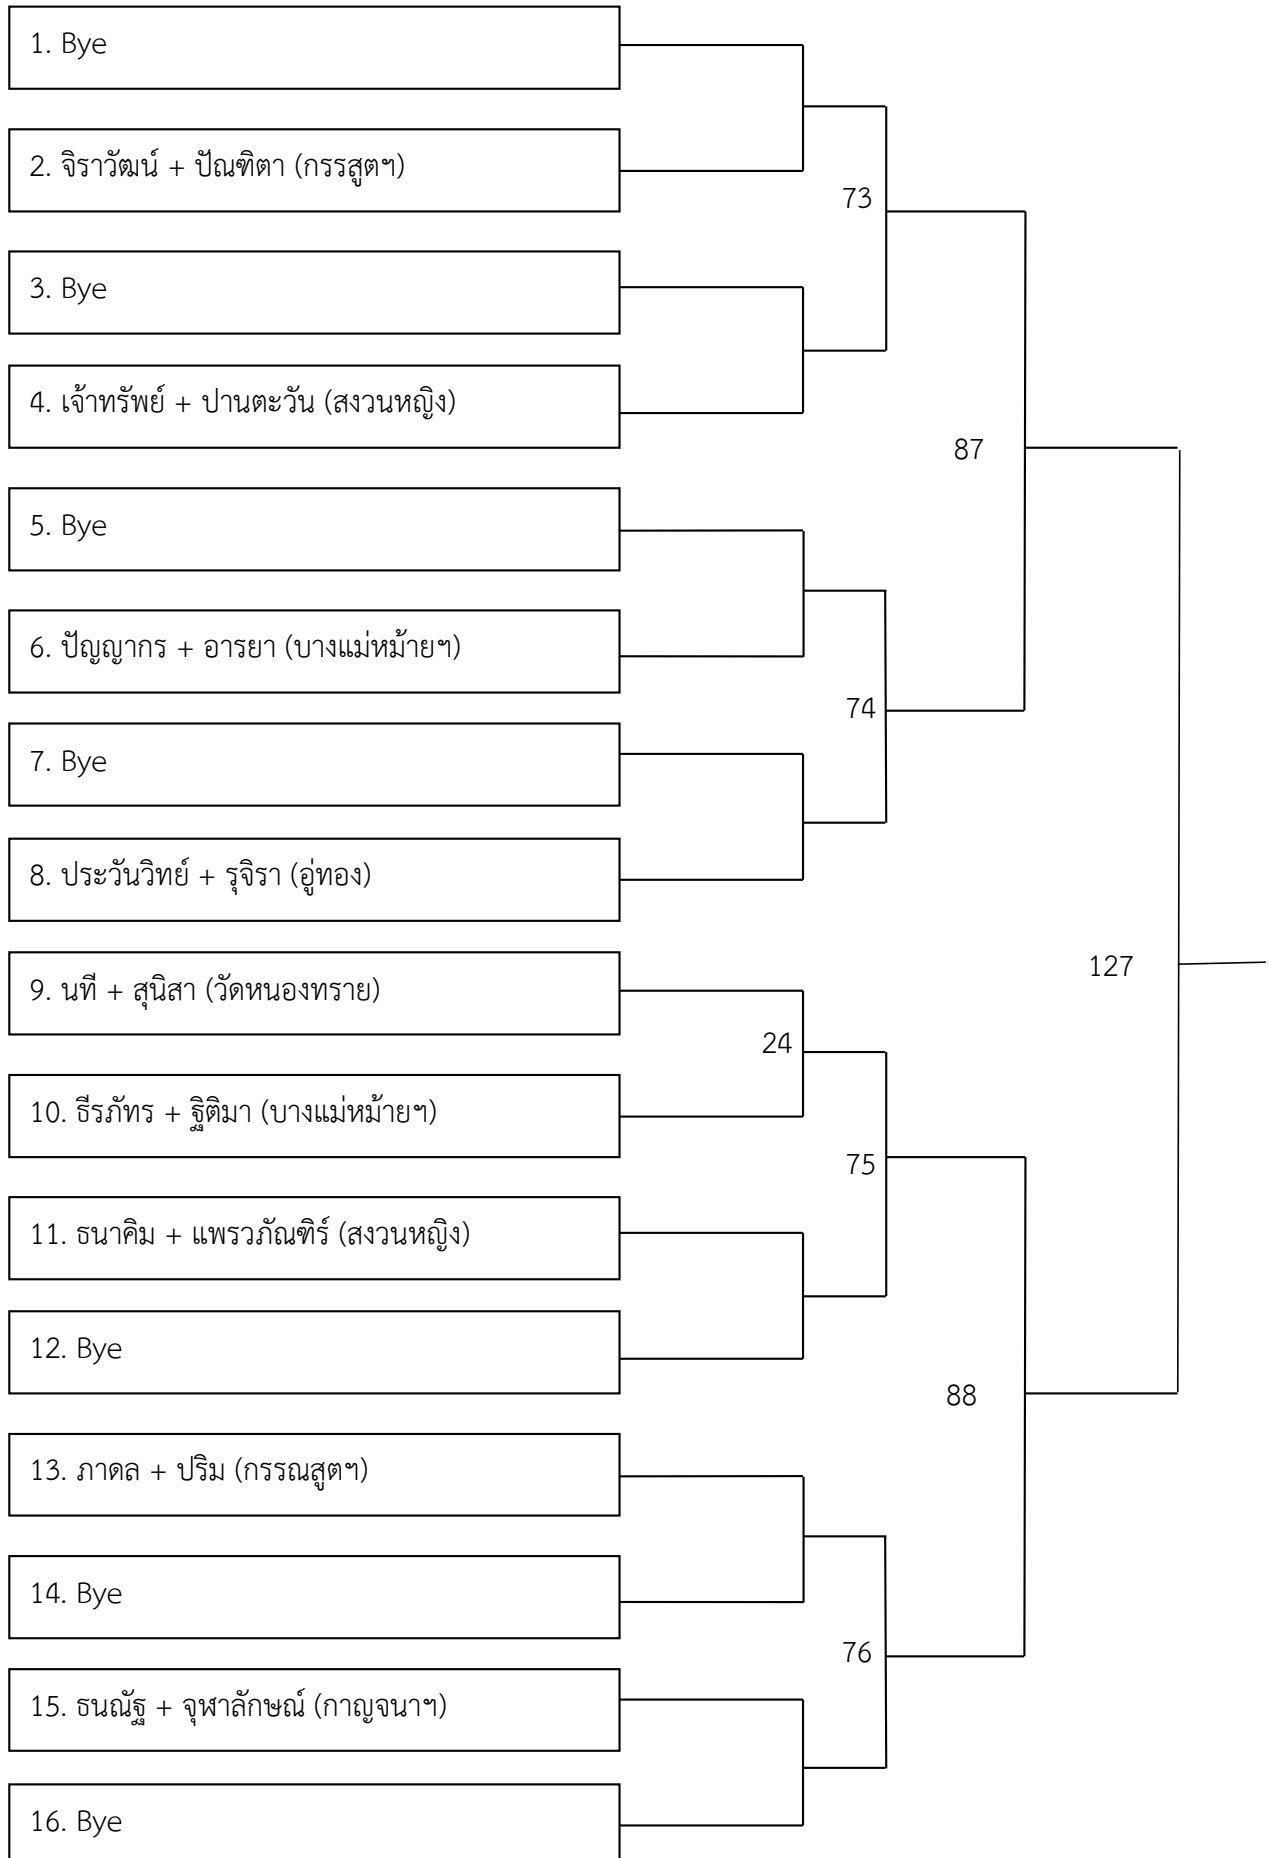 1. Bye
2. จิราวัฒน์ + ปัณฑิตา (กรรสูตฯ)
73
3. Bye
4. เจ้าทรัพย์ + ปานตะวัน (สงวนหญิง)
87
5. Bye
6. ปัญญากร + อารยา (บางแม่หม้ายฯ)
74
7. Bye
8. ประวันวิทย์ + รุจิรา (อู่ทอง)
127
9. นที + สุนิสา (วัดหนองทราย)
24
10. ธีรภัทร + ฐิติมา (บางแม่หม้ายฯ)
75
11. ธนาคิม + แพรวภัณฑิร์ (สงวนหญิง)
12. Bye
88
13. ภาดล + ปริม (กรรณสูตฯ)
14. Bye
76
15. ธนณัฐ + จุฬาลักษณ์ (กาญจนาฯ)
16. Bye